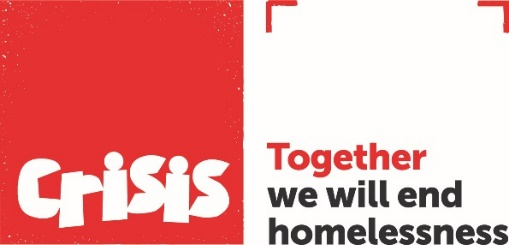 Crisis
Together
we will end
homelessness